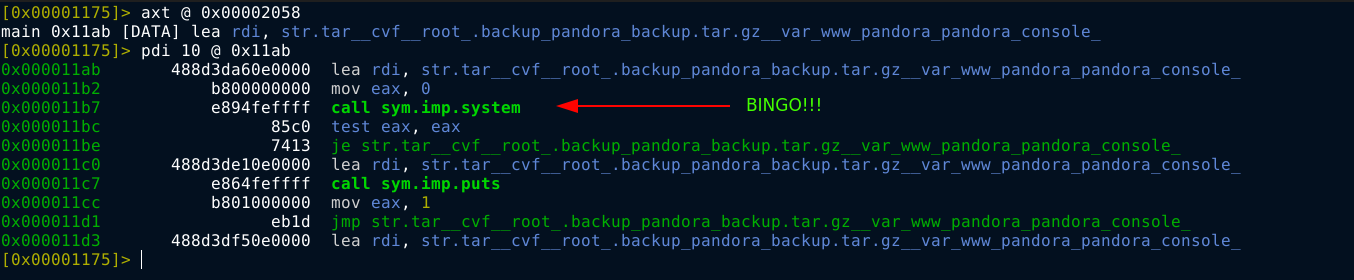 [0x00001175]> axt @ 0x00002058
main 0x11ab [DATA] lea rdi, str.tar__cvf__root_.backup_pandora_backup.tar.gz__var_www_pandora_pandora_console_
[0x00001175]> pdi 10 @ 0x11ab
0x000011ab 488d3da60e0000 lea rdi, str.tar__cvf__root_.backup_pandora_backup.tar.gz__var_www_pandora_pandora_console_
0x000011b2 b800000000 mov eax, 0
0x000011b7 e894feffff call sym.imp.system BINGO!!!
0x000011bc 85c0 test eax, eax
0x000011be 7413 je str.tar__cvf__root_.backup_pandora_backup.tar.gz__var_www_pandora_pandora_console_
0x000011c0 488d3de10e0000 lea rdi, str.tar__cvf__root_.backup_pandora_backup.tar.gz__var_www_pandora_pandora_console_
0x000011c7 e864feffff call sym.imp.puts
0x000011cc b801000000 mov eax, 1
0x000011d1 eb1d jmp str.tar__cvf__root_.backup_pandora_backup.tar.gz__var_www_pandora_pandora_console_
0x000011d3 488d3df50e0000 lea rdi, str.tar__cvf__root_.backup_pandora_backup.tar.gz__var_www_pandora_pandora_console_
[0x00001175]>